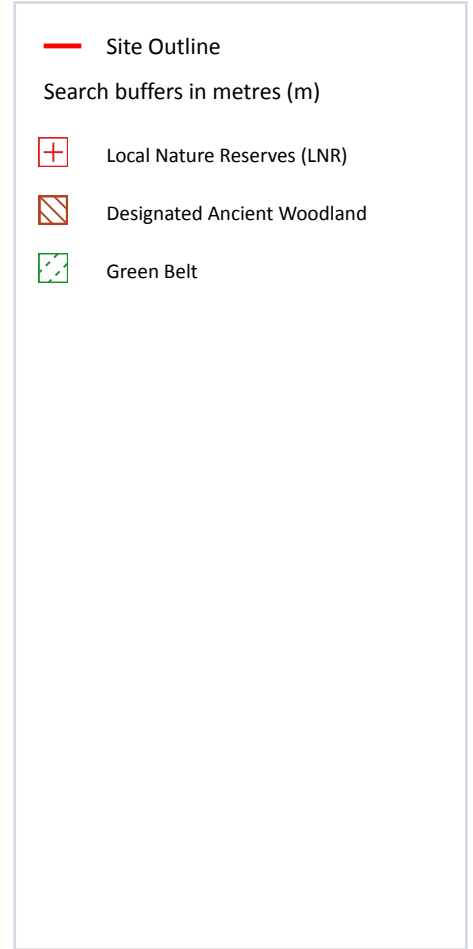 Site Outline
Search buffers in metres (m)
Local Nature Reserves (LNR)
Designated Ancient Woodland
Green Belt